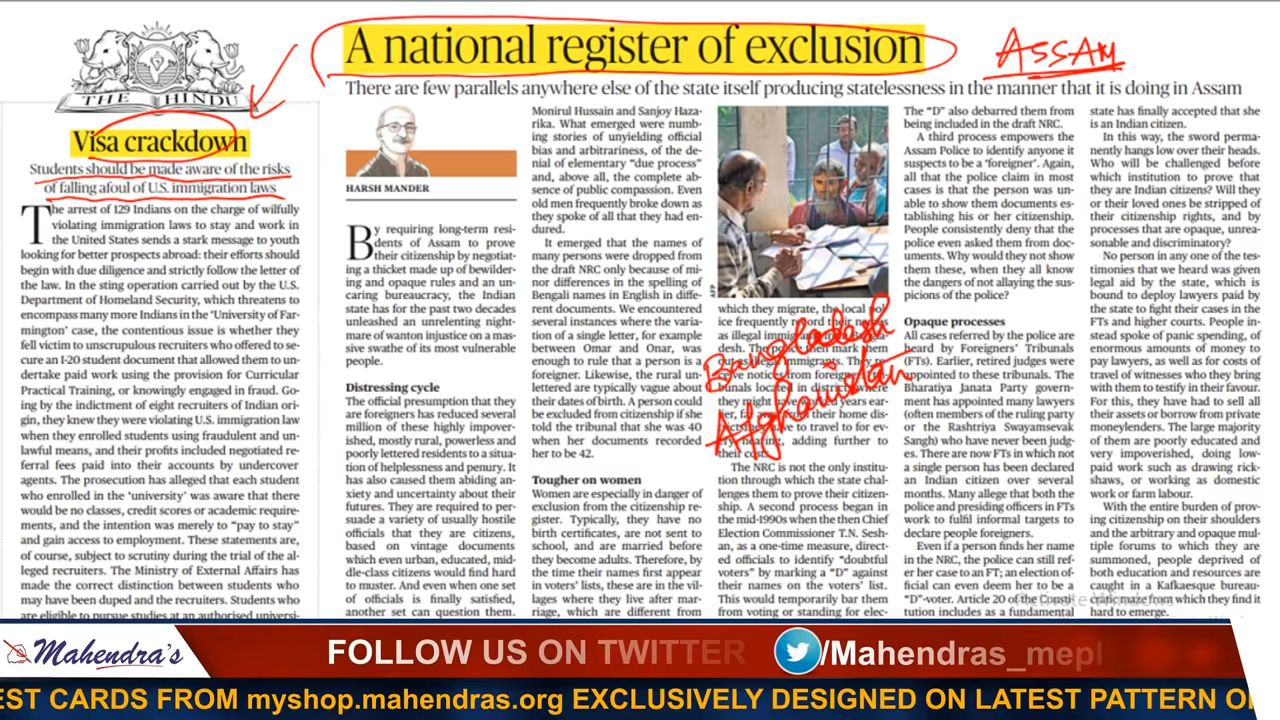 THE HINDU
Visa crackdown
Students should be made aware of the risks
of falling afoul of U.S. immigration laws
The arrest of 129 Indians on the charge of wilfully
violating immigration laws to stay and work in
the United States sends a stark message to youth
looking for better prospects abroad: their efforts should
begin with due diligence and strictly follow the letter of
the law. In the sting operation carried out by the U.S.
Department of Homeland Security, which threatens to
encompass many more Indians in the ‘University of Far-
mington’ case, the contentious issue is whether they
fell victim to unscrupulous recruiters who offered to se-
cure an I-20 student document that allowed them to un-
dertake paid work using the provision for Curricular
Practical Training, or knowingly engaged in fraud. Go-
ing by the indictment of eight recruiters of Indian ori-
gin, they knew they were violating U.S. immigration law
when they enrolled students using fraudulent and un-
lawful means, and their profits included negotiated re-
ferral fees paid into their accounts by undercover
agents. The prosecution has alleged that each student
who enrolled in the ‘university’ was aware that there
would be no classes, credit scores or academic require-
ments, and the intention was merely to “pay to stay”
and gain access to employment. These statements are,
of course, subject to scrutiny during the trial of the al-
leged recruiters. The Ministry of External Affairs has
made the correct distinction between students who
may have been duped and the recruiters. Students who
are eligible to pursue studies at an authorised universi-
A national register of exclusion
ASSAM
There are few parallels anywhere else of the state itself producing statelessness in the manner that it is doing in Assam
HARSH MANDER
By requiring long-term resi-
dents of Assam to prove
their citizenship by negotiat-
ing a thicket made up of bewilder-
ing and opaque rules and an un-
caring bureaucracy, the Indian
state has for the past two decades
unleashed an unrelenting night-
mare of wanton injustice on a mas-
sive swathe of its most vulnerable
people.
Distressing cycle
The official presumption that they
are foreigners has reduced several
million of these highly impover-
ished, mostly rural, powerless and
poorly lettered residents to a situa-
tion of helplessness and penury. It
has also caused them abiding an-
xiety and uncertainty about their
futures. They are required to per-
suade a variety of usually hostile
officials that they are citizens,
based on vintage documents
which even urban, educated, mid-
dle-class citizens would find hard
to muster. And even when one set
of officials is finally satisfied,
another set can question them.
Monirul Hussain and Sanjoy Haza-
rika. What emerged were numb-
ing stories of unyielding official
bias and arbitrariness, of the de-
nial of elementary “due process”
and, above all, the complete ab-
sence of public compassion. Even
old men frequently broke down as
they spoke of all that they had en-
dured.
It emerged that the names of
many persons were dropped from
the draft NRC only because of mi-
nor differences in the spelling of
Bengali names in English in diffe-
rent documents. We encountered
several instances where the varia-
tion of a single letter, for example
between Omar and Onar, was
enough to rule that a person is a
foreigner. Likewise, the rural un-
lettered are typically vague about
their dates of birth. A person could
be excluded from citizenship if she
told the tribunal that she was 40
when her documents recorded
her to be 42.
Tougher on women
Women are especially in danger of
exclusion from the citizenship re-
gister. Typically, they have no
birth certificates, are not sent to
school, and are married before
they become adults. Therefore, by
the time their names first appear
in voters’ lists, these are in the vil-
lages where they live after mar-
riage, which are different from
AFP
which they migrate, the local po-
ice frequently record their
as illegal
desh. The police then mark them
Bangladesh
Afghanistan
bunals located in districts where
they might have
their
have to travel to for ev-
hearing, adding further to
their costs.
The NRC is not the only institu-
tion through which the state chal-
lenges them to prove their citizen-
ship. A second process began in
the mid-1990s when the then Chief
Election Commissioner T.N. Sesh-
an, as a one-time measure, direct-
ed officials to identify “doubtful
voters” by marking a “D” against
their names on the voters’ list.
This would temporarily bar them
from voting or standing for elec-
The “D” also debarred them from
being included in the draft NRC.
A third process empowers the
Assam Police to identify anyone it
suspects to be a ‘foreigner’. Again,
all that the police claim in most
cases is that the person was un-
able to show them documents es-
tablishing his or her citizenship.
People consistently deny that the
police even asked them from doc-
uments. Why would they not show
them these, when they all know
the dangers of not allaying the sus-
picions of the police?
Opaque processes
All cases referred by the police are
heard by Foreigners’ Tribunals
(FTs). Earlier, retired judges were
appointed to these tribunals. The
Bharatiya Janata Party govern-
ment has appointed many lawyers
(often members of the ruling party
or the Rashtriya Swayamsevak
Sangh) who have never been judg-
es. There are now FTs in which not
a single person has been declared
an Indian citizen over several
months. Many allege that both the
police and presiding officers in FTs
work to fulfil informal targets to
declare people foreigners.
Even if a person finds her name
in the NRC, the police can still re-
fer her case to an FT; an election of-
ficial can even deem her to be a
“D”-voter. Article 20 of the Consti-
tution includes as a fundamental
state has finally accepted that she
is an Indian citizen.
In this way, the sword perma-
nently hangs low over their heads.
Who will be challenged before
which institution to prove that
they are Indian citizens? Will they
or their loved ones be stripped of
their citizenship rights, and by
processes that are opaque, unrea-
sonable and discriminatory?
No person in any one of the tes-
timonies that we heard was given
legal aid by the state, which is
bound to deploy lawyers paid by
the state to fight their cases in the
FTs and higher courts. People in-
stead spoke of panic spending, of
enormous amounts of money to
pay lawyers, as well as for costs of
travel of witnesses who they bring
with them to testify in their favour.
For this, they have had to sell all
their assets or borrow from private
moneylenders. The large majority
of them are poorly educated and
very impoverished, doing low-
paid work such as drawing rick-
shaws, or working as domestic
work or farm labour.
With the entire burden of prov-
ing citizenship on their shoulders
and the arbitrary and opaque mul-
tiple forums to which they are
summoned, people deprived of
both education and resources are
caught in a Kafkaesque bureau-
from which they find it
hard to emerge.
Mahendra's
FOLLOW US ON TWITTER
/Mahendras_mepl
EST CARDS FROM myshop.mahendras.org EXCLUSIVELY DESIGNED ON LATEST PATTERN O